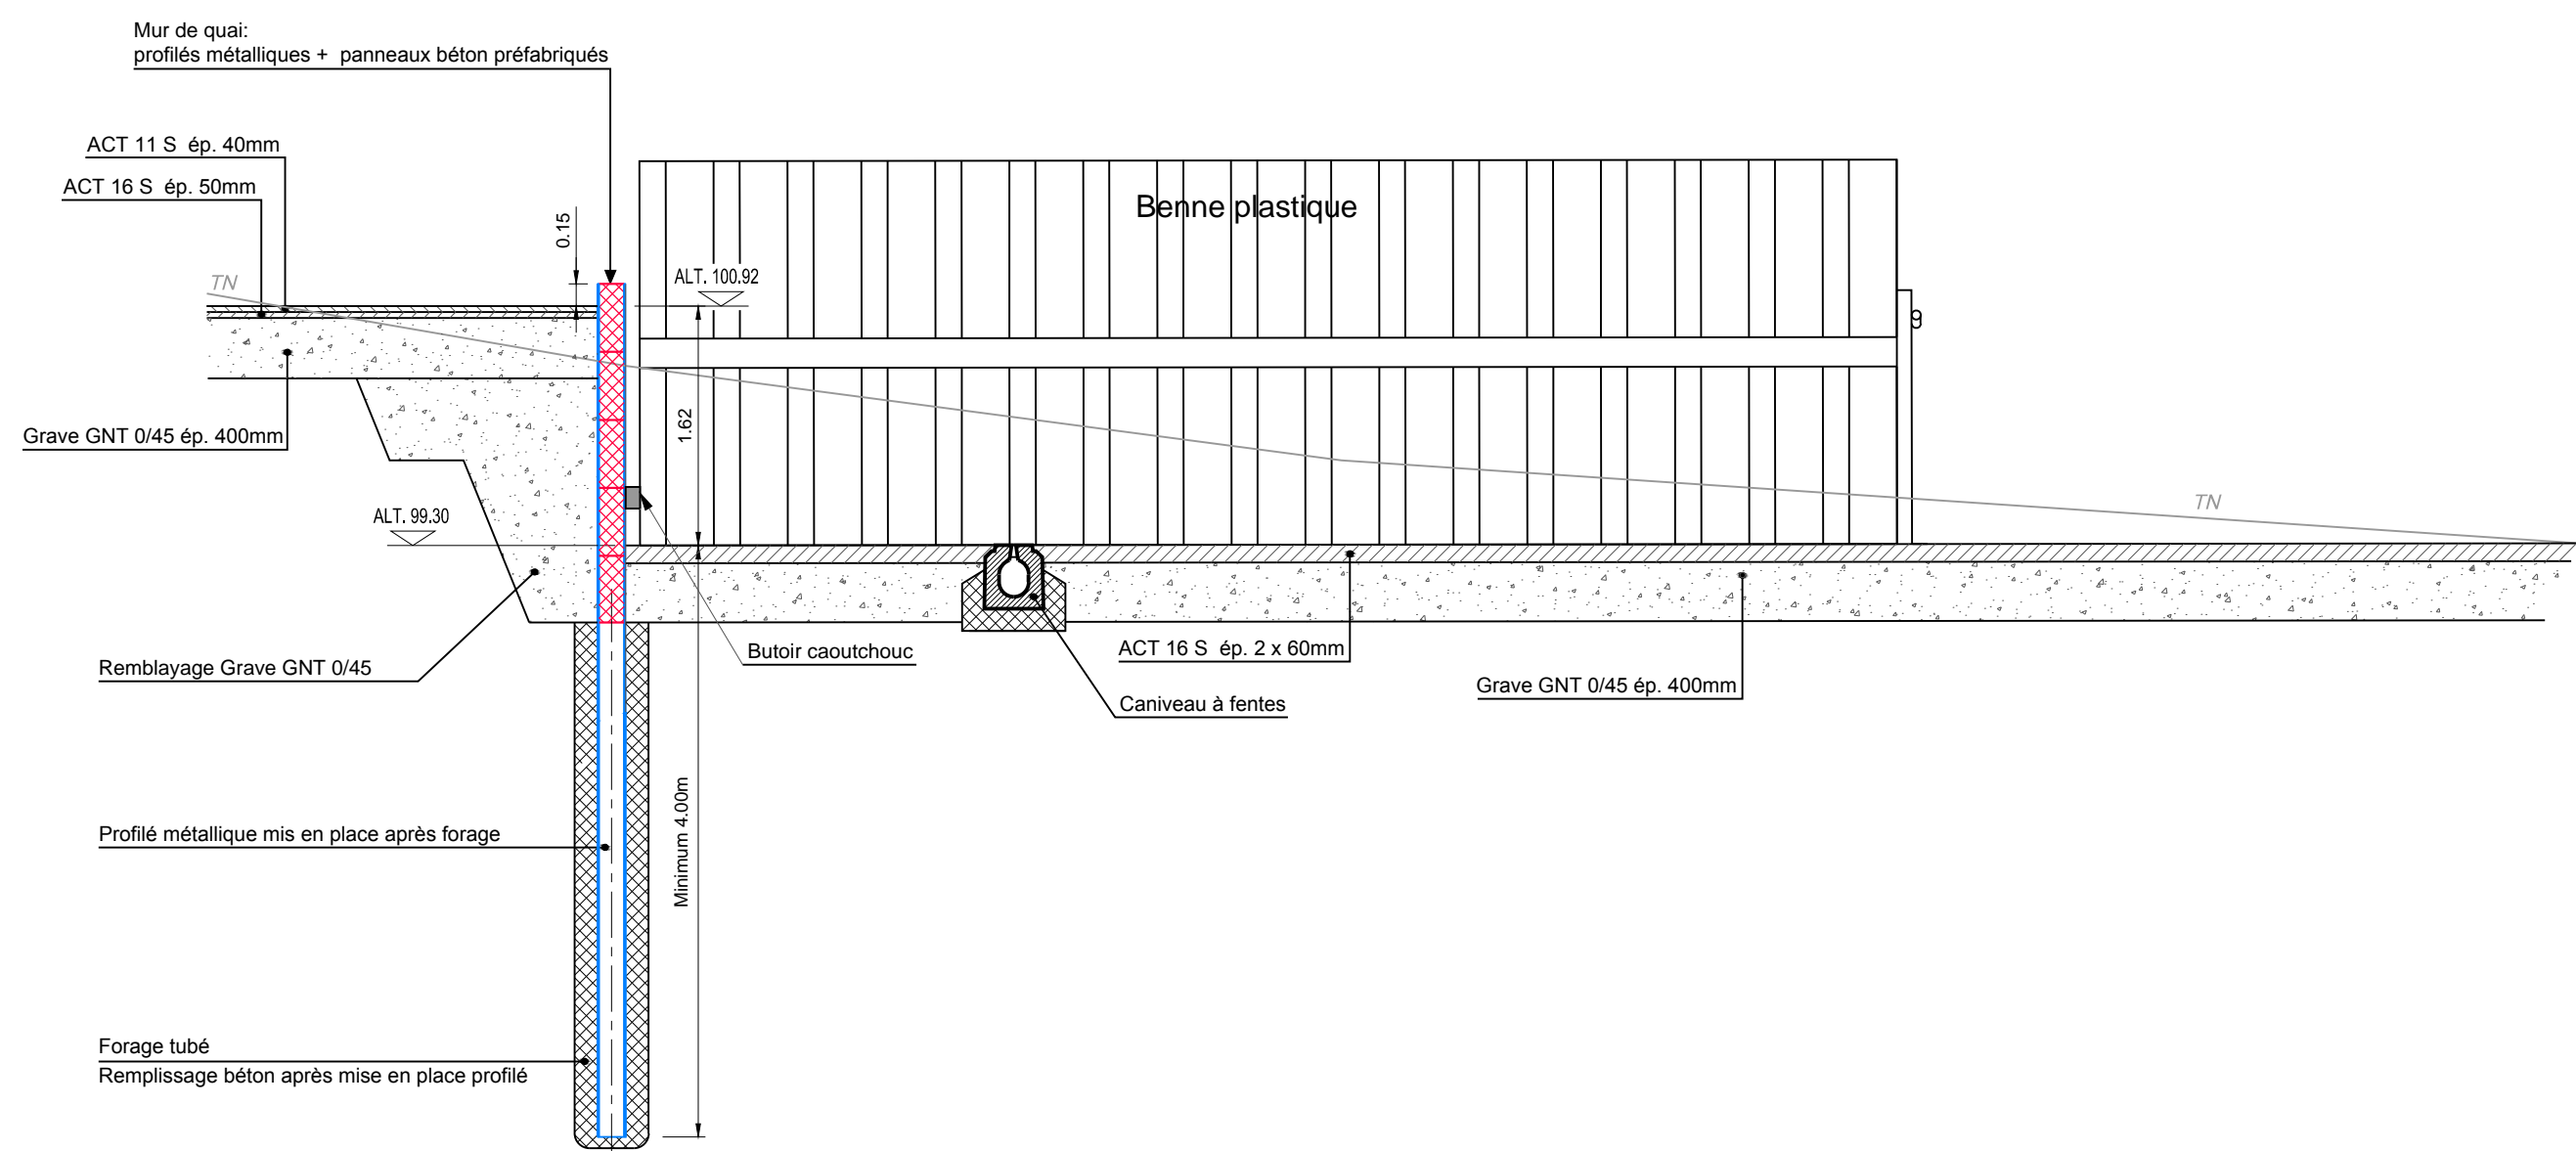 Mur de quai:
profilés métalliques +  panneaux béton préfabriqués
ACT 11 S  ép. 40mm
ACT 16 S  ép. 50mm
0.15
Benne plastique
TN
ALT. 100.92
9
1.62
Grave GNT 0/45 ép. 400mm
TN
ALT. 99.30
Butoir caoutchouc
ACT 16 S  ép. 2 x 60mm
Remblayage Grave GNT 0/45
Grave GNT 0/45 ép. 400mm
Caniveau à fentes
Minimum 4.00m
Profilé métallique mis en place après forage
Forage tubé
Remplissage béton après mise en place profilé